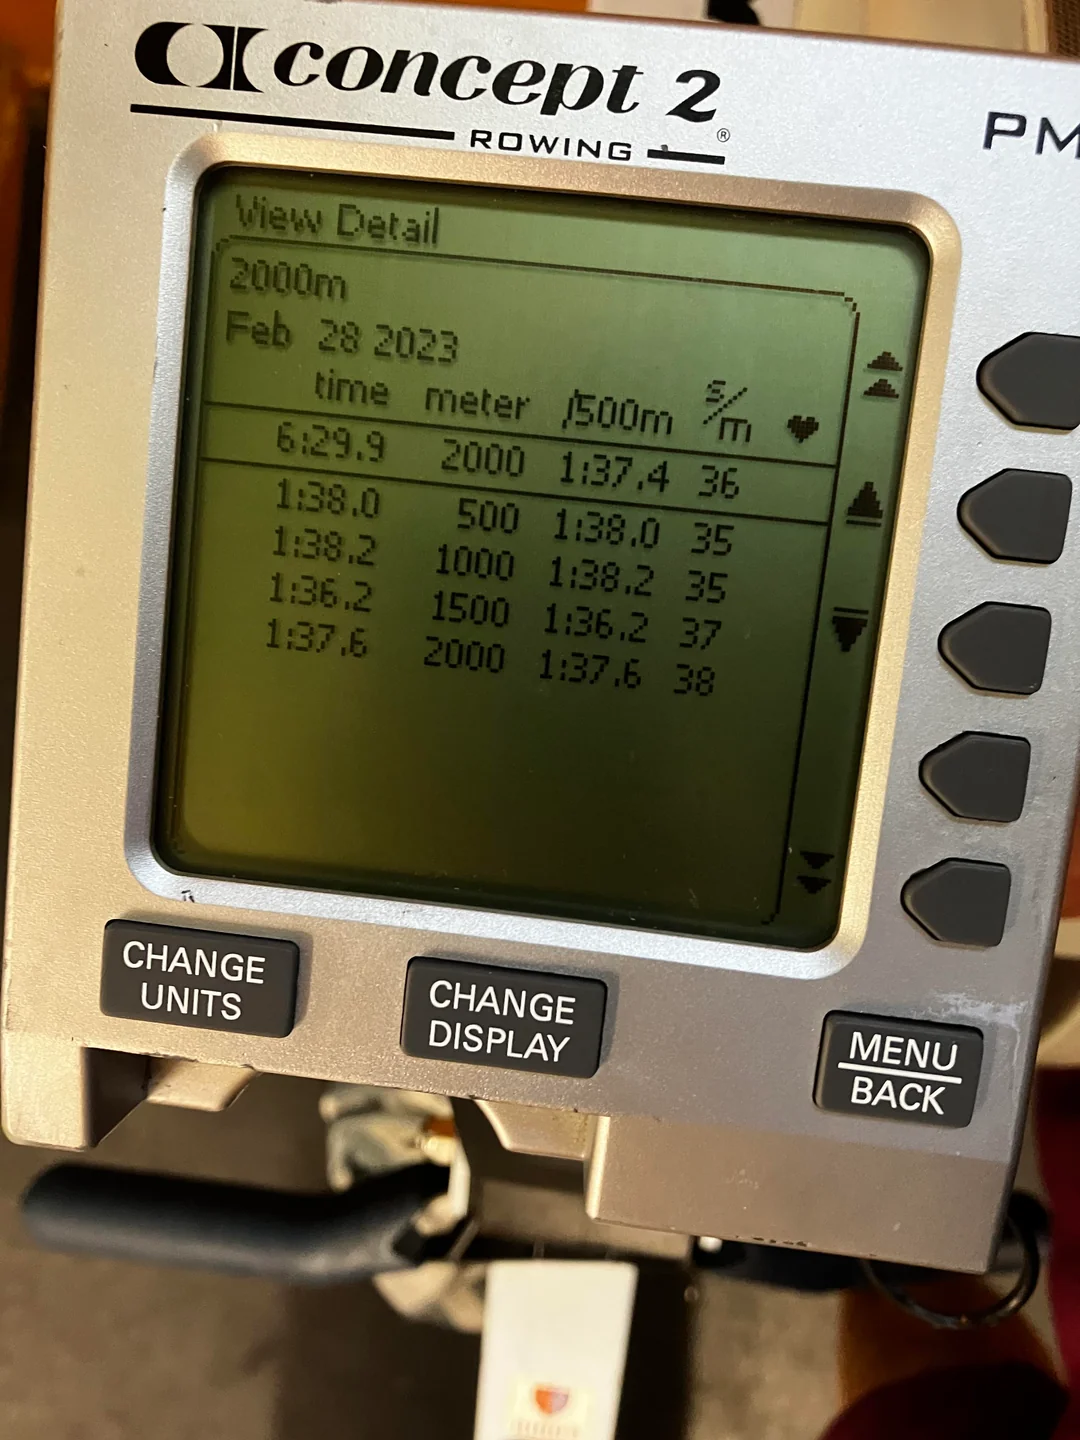 concept 2
ROWING ®
PM
View Detail
2000m
Feb 28 2023
time meter /500m s/m ♥
6:29.9 2000 1:37.4 36
1:38.0 500 1:38.0 35
1:38.2 1000 1:38.2 35
1:36.2 1500 1:36.2 37
1:37.6 2000 1:37.6 38
CHANGE
UNITS
CHANGE
DISPLAY
MENU
BACK